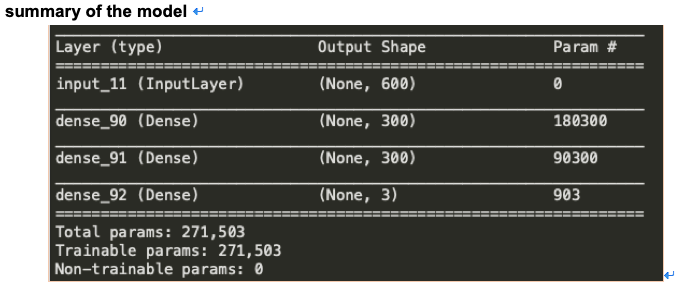 summary of the model
Layer (type) Output Shape Param #
input_11 (InputLayer) (None, 600) 0
dense_90 (Dense) (None, 300) 180300
dense_91 (Dense) (None, 300) 90300
dense_92 (Dense) (None, 3) 903
Total params: 271,503
Trainable params: 271,503
Non-trainable params: 0